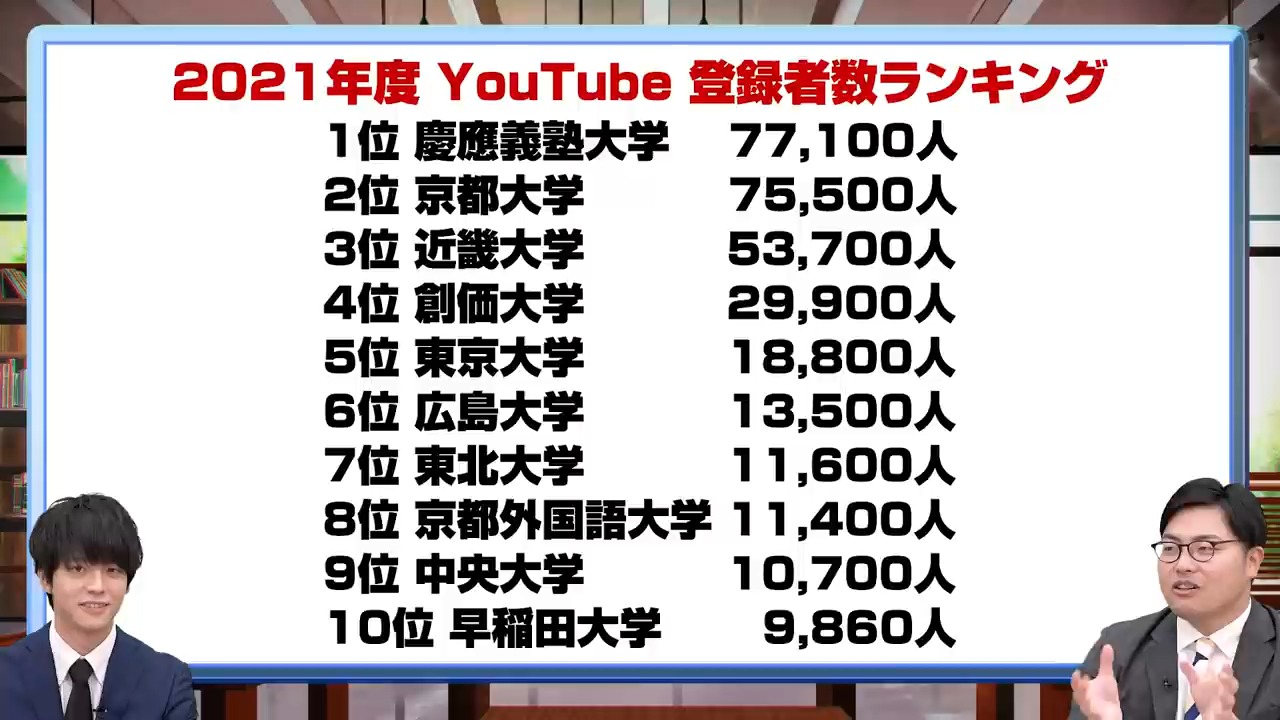 2021年度 YouTube 登録者数ランキング
1位 慶應義塾大学 77,100人
2位 京都大学 75,500人
3位 近畿大学 53,700人
4位 創価大学 29,900人
5位 東京大学 18,800人
6位 広島大学 13,500人
7位 東北大学 11,600人
8位 京都外国語大学 11,400人
9位 中央大学 10,700人
10位 早稲田大学 9,860人